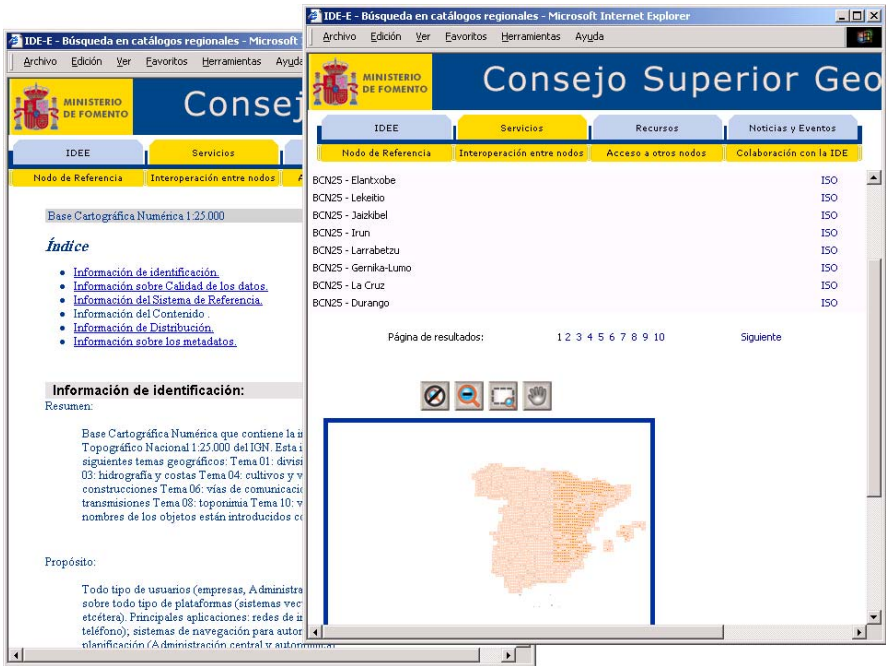 IDE-E - Búsqueda en catálogos regionales - Microsoft Internet Explorer
Archivo Edición Ver Favoritos Herramientas Ayuda
MINISTERIO
DE FOMENTO
Consejo Superior Geo
IDEE Servicios Recursos Noticias y Eventos
Nodo de Referencia Interoperación entre nodos Acceso a otros nodos Colaboración con la IDE
BCN25 - Elantxobe ISO
BCN25 - Lekeitio ISO
BCN25 - Jaizkibel ISO
BCN25 - Irun ISO
BCN25 - Larrabetzu ISO
BCN25 - Gernika-Lumo ISO
BCN25 - La Cruz ISO
BCN25 - Durango ISO
Página de resultados: 1 2 3 4 5 6 7 8 9 10 Siguiente
IDE-E - Búsqueda en catálogos regionales - Microsoft
Archivo Edición Ver Favoritos Herramientas Ayuda
MINISTERIO
DE FOMENTO
Consej
IDEE Servicios
Nodo de Referencia Interoperación entre nodos
Base Cartográfica Numérica 1:25.000
Índice
Información de identificación.
Información sobre Calidad de los datos.
Información del Sistema de Referencia.
Información del Contenido .
Información de Distribución.
Información sobre los metadatos.
Información de identificación:
Resumen:
Base Cartográfica Numérica que contiene la
Topográfico Nacional 1:25.000 del IGN. Esta
siguientes temas geográficos: Tema 01:
03: hidrografía y costas Tema 04: cultivos y
construcciones Tema 06: vías de
transmisiones Tema 08: toponimia Tema 10:
nombres de los objetos están introducidos
Propósito:
Todo tipo de usuarios (empresas,
sobre todo tipo de plataformas (sistemas
etcétera). Principales aplicaciones: redes de
teléfono); sistemas de navegación para
planificación (Administración central y